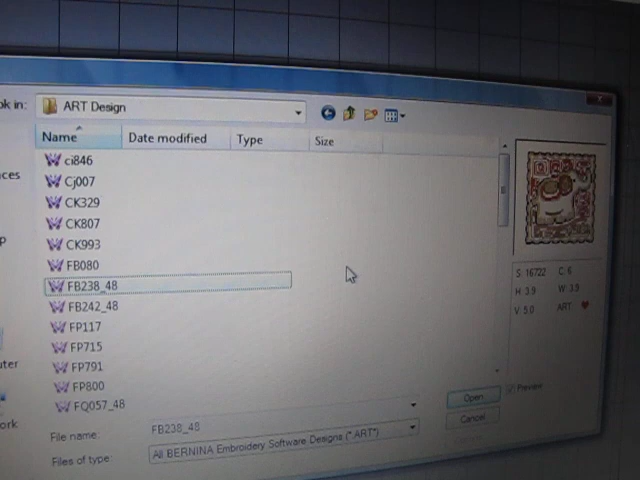 ok in: ART Design
Name Date modified Type Size
ci846
Cj007
CK329
CK807
CK993
FB080
FB238_48
FB242_48
FP117
FP715
FP791
FP800
FQ057_48
ces
p
uter
ork
S: 16722 C: 6
H: 3.9 W: 3.9
V: 5.0 ART
Preview
File name: FB238_48 Open
Files of type: All BERNINA Embroidery Software Designs (*.ART*) Cancel